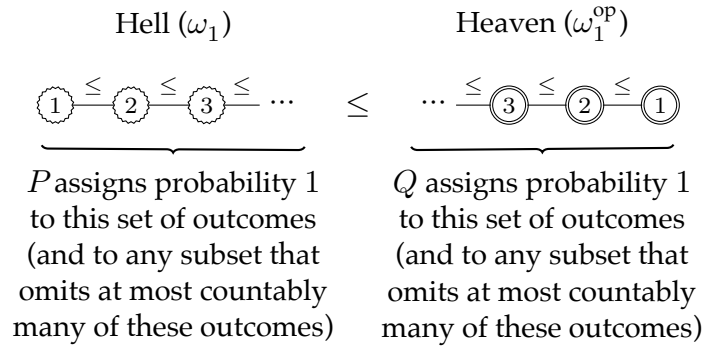 Hell (ω₁) Heaven (ω₁ᵒᵖ)
1 ≤ 2 ≤ 3 ≤ ··· ≤ ··· ≤ 3 ≤ 2 ≤ 1
P assigns probability 1 Q assigns probability 1
to this set of outcomes to this set of outcomes
(and to any subset that (and to any subset that
omits at most countably omits at most countably
many of these outcomes) many of these outcomes)